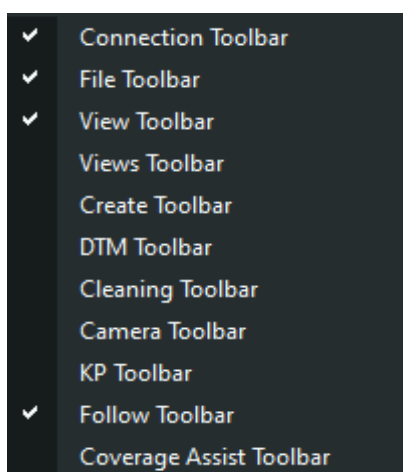 Connection Toolbar
File Toolbar
View Toolbar
Views Toolbar
Create Toolbar
DTM Toolbar
Cleaning Toolbar
Camera Toolbar
KP Toolbar
Follow Toolbar
Coverage Assist Toolbar